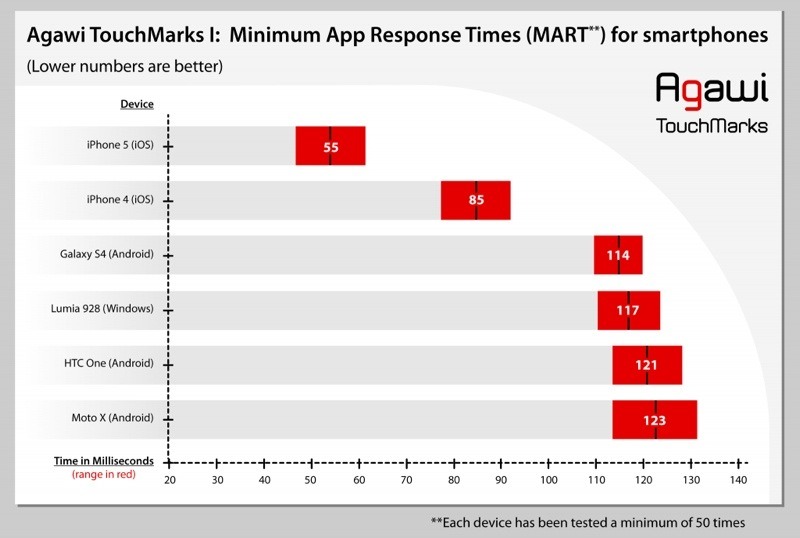 Agawi TouchMarks I: Minimum App Response Times (MART**) for smartphones
(Lower numbers are better)
Agawi
TouchMarks
Device
iPhone 5 (iOS) 55
iPhone 4 (iOS) 85
Galaxy S4 (Android) 114
Lumia 928 (Windows) 117
HTC One (Android) 121
Moto X (Android) 123
Time in Milliseconds
(range in red)
20 30 40 50 60 70 80 90 100 110 120 130 140
**Each device has been tested a minimum of 50 times